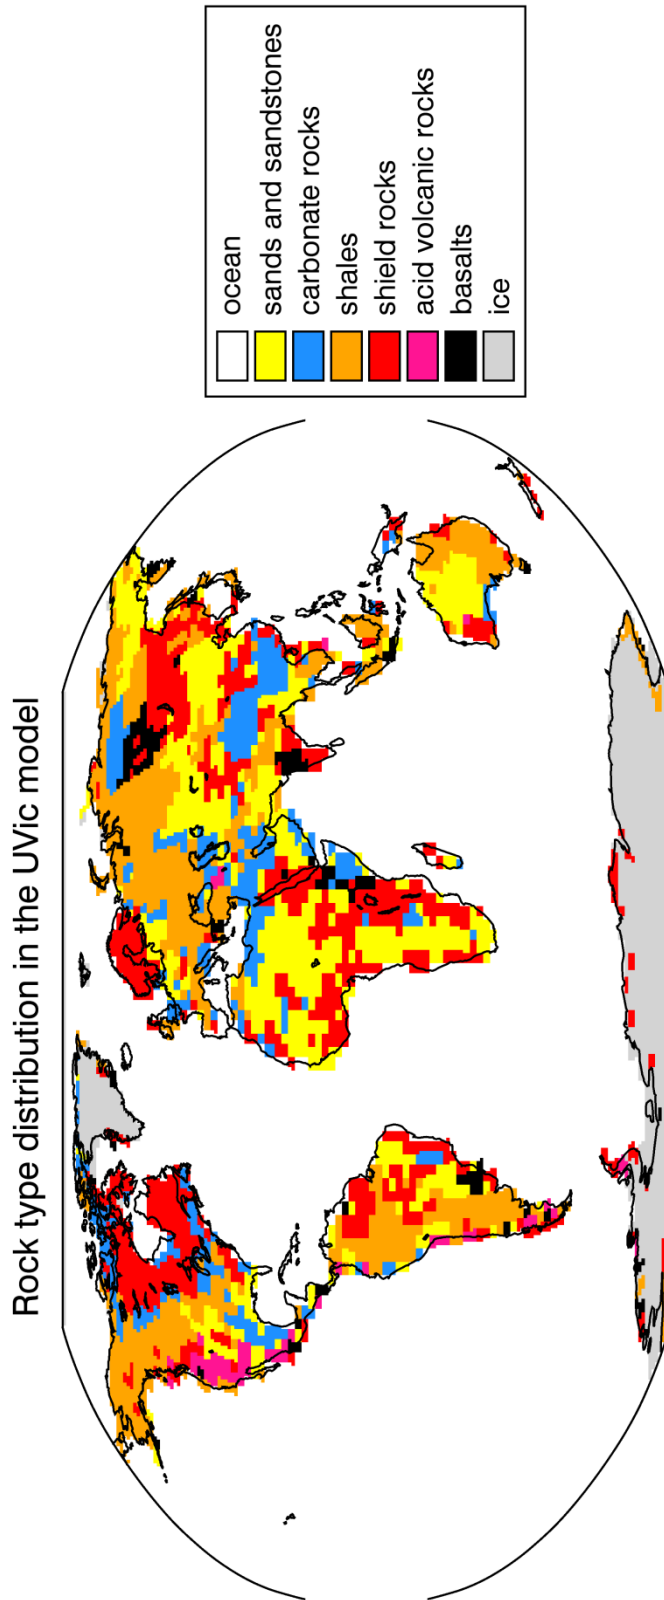 Rock type distribution in the UVic model
ocean
sands and sandstones
carbonate rocks
shales
shield rocks
acid volcanic rocks
basalts
ice